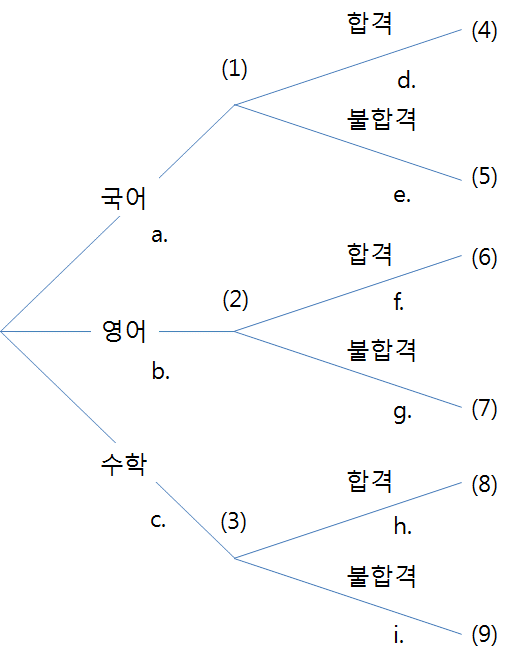 합격
(4)
(1)
d.
불합격
(5)
e.
국어
a.
합격
(6)
(2)
f.
영어
불합격
b.
(7)
g.
수학
합격
(8)
c.
(3)
h.
불합격
i.
(9)